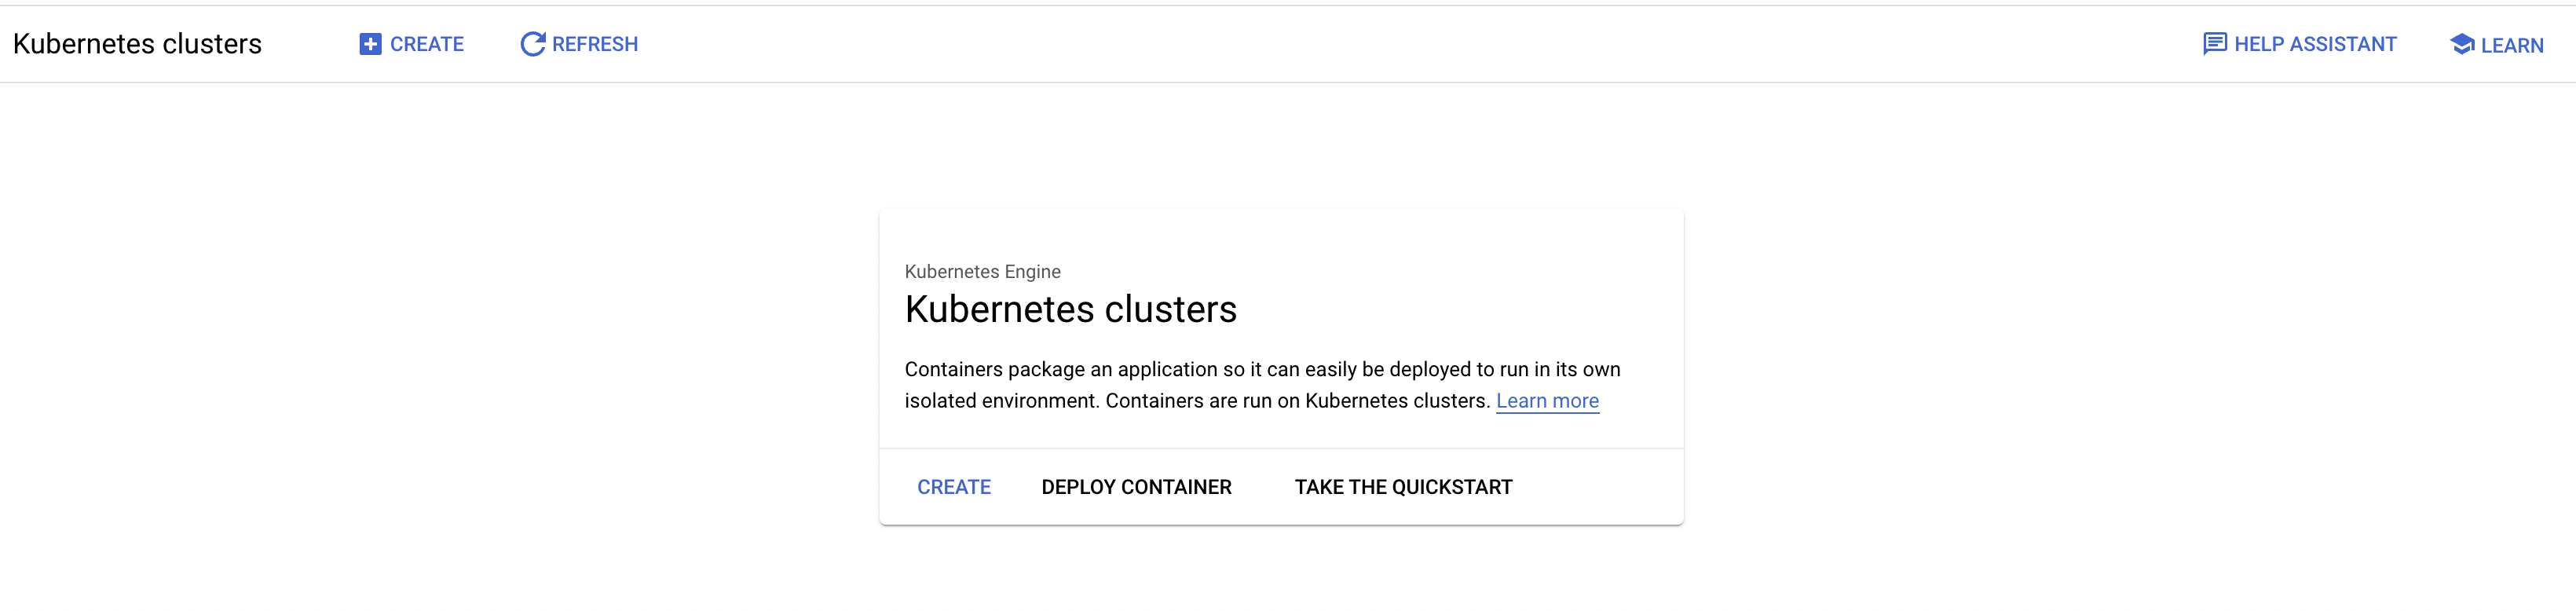 Kubernetes clusters CREATE REFRESH HELP ASSISTANT LEARN
Kubernetes Engine
Kubernetes clusters
Containers package an application so it can easily be deployed to run in its own
isolated environment. Containers are run on Kubernetes clusters. Learn more
CREATE DEPLOY CONTAINER TAKE THE QUICKSTART